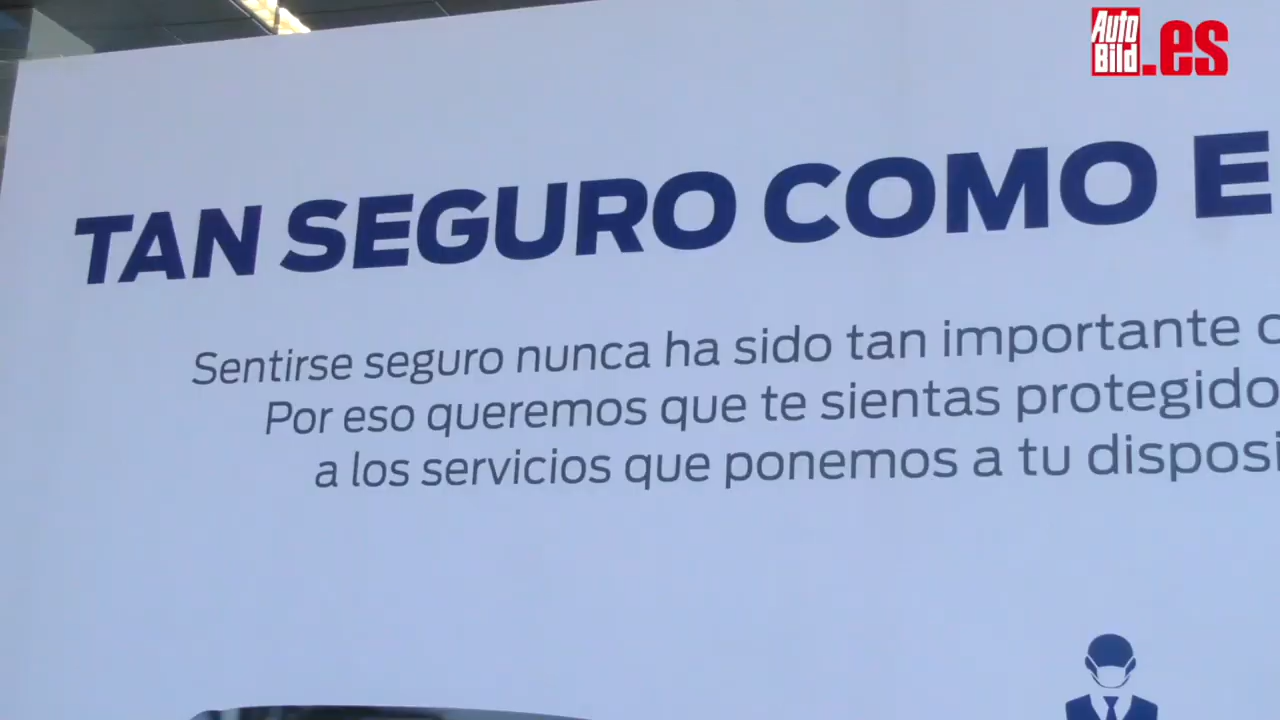 Auto Bild.es
TAN SEGURO COMO E
Sentirse seguro nunca ha sido tan importante
Por eso queremos que te sientas protegido
a los servicios que ponemos a tu disposi